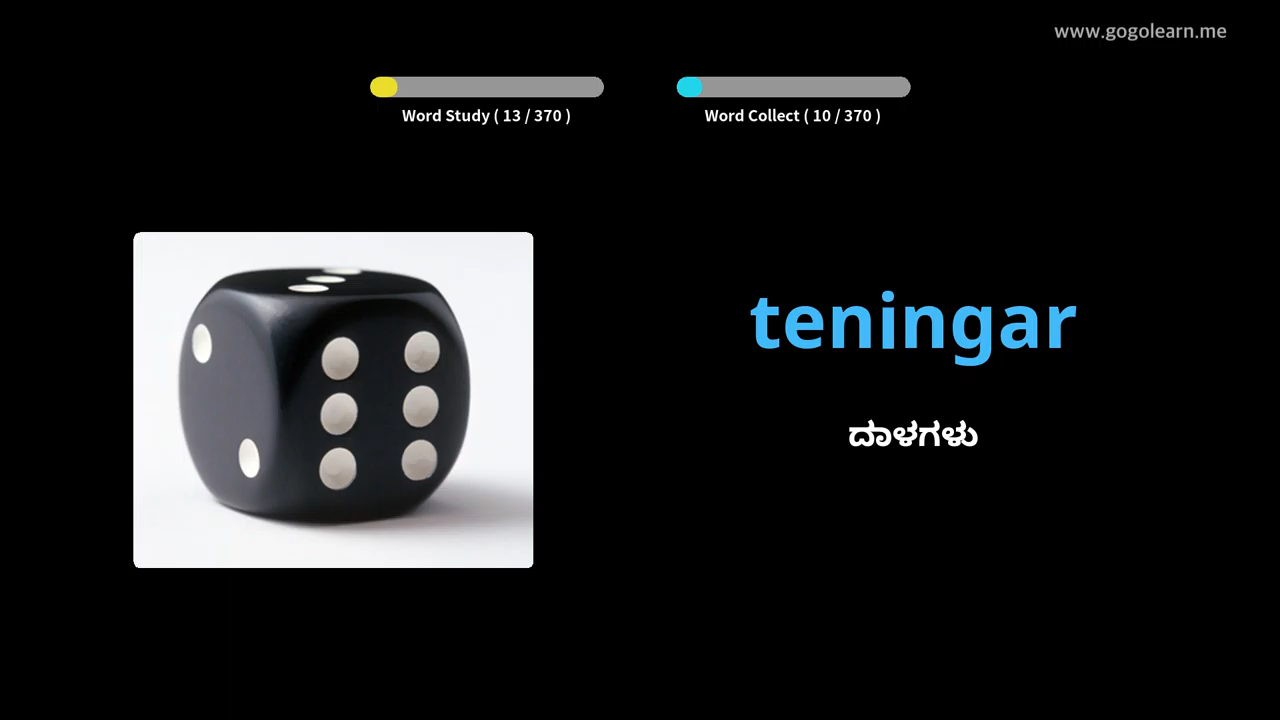 www.gogolearn.me
Word Study ( 13 / 370 )
Word Collect ( 10 / 370 )
teningar
ದಾಳಗಳು